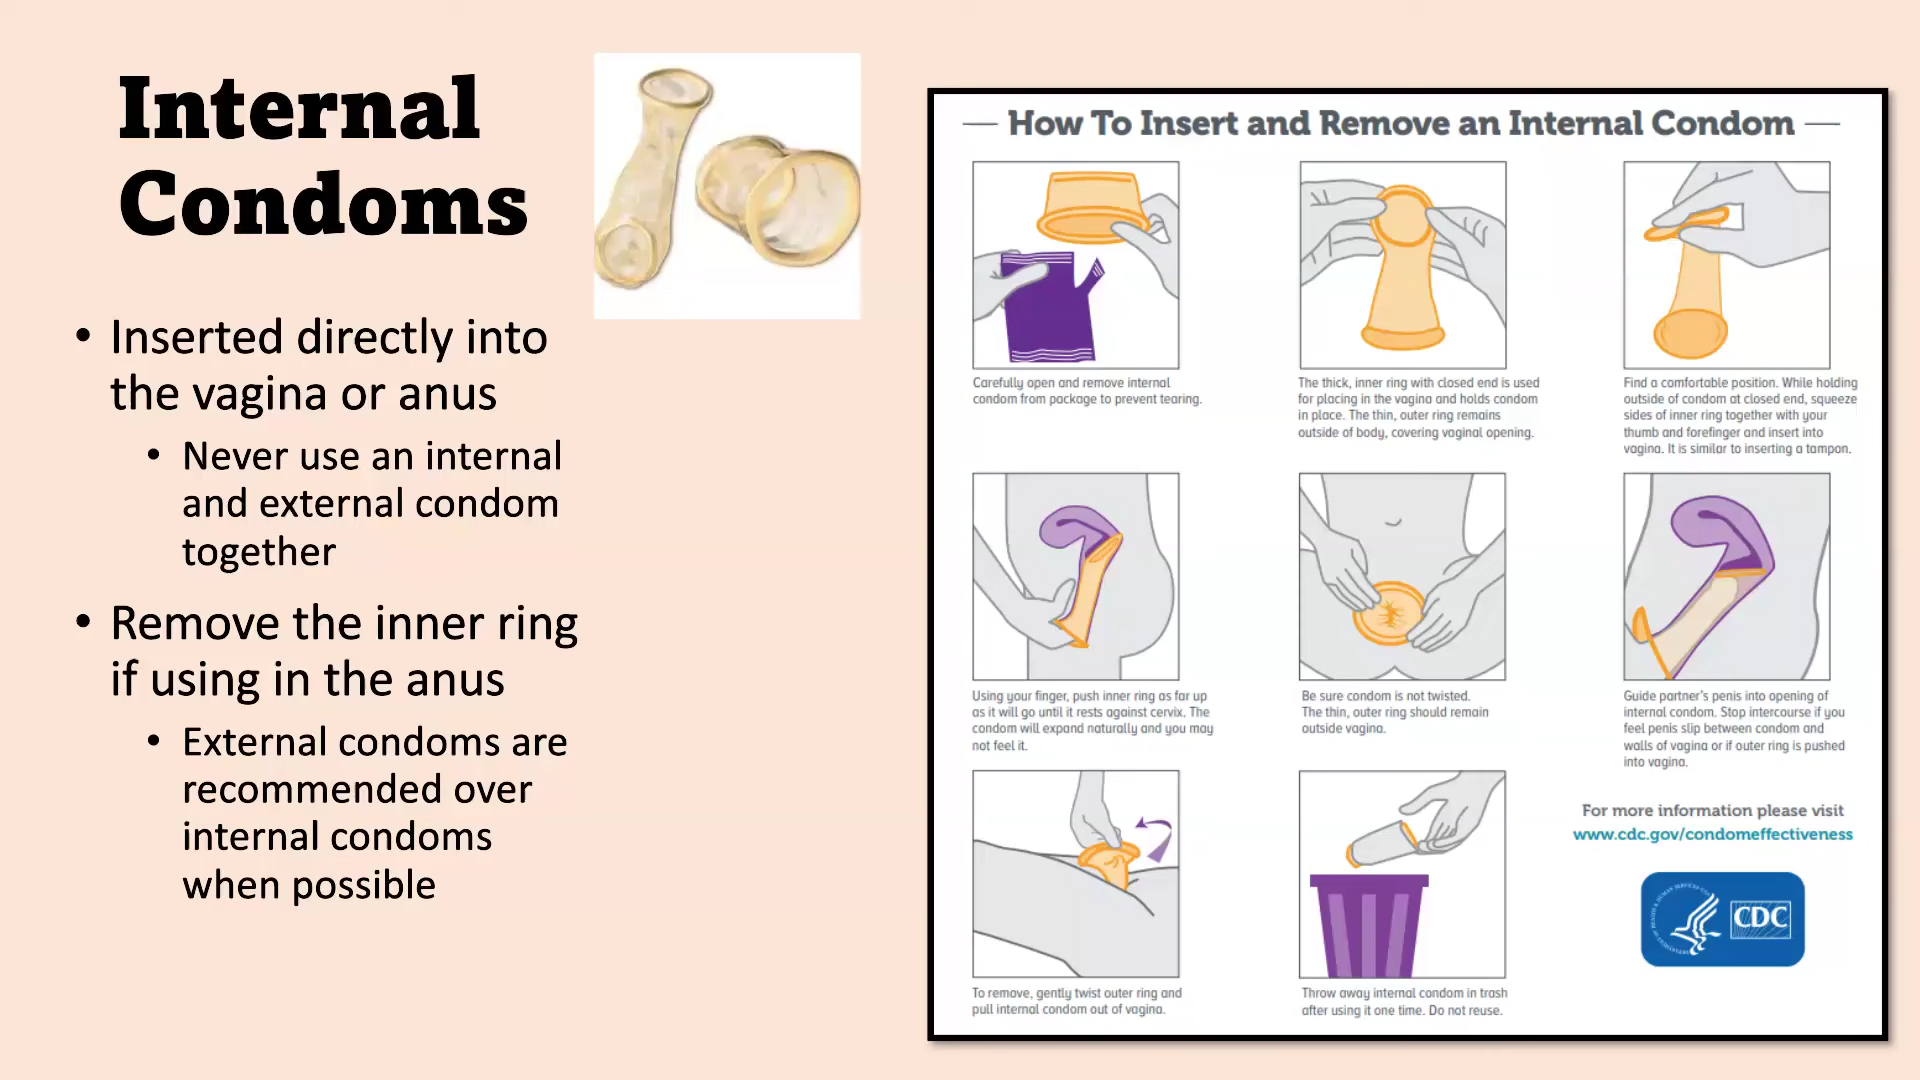 Internal
Condoms
• Inserted directly into
the vagina or anus
• Never use an internal
and external condom
together
• Remove the inner ring
if using in the anus
• External condoms are
recommended over
internal condoms
when possible
How To Insert and Remove an Internal Condom
Carefully open and remove internal
condom from package to prevent tearing.
The thick, inner ring with closed end is used
for placing in the vagina and holds condom
in place. The thin, outer ring remains
outside of body, covering vaginal opening.
Find a comfortable position. While holding
outside of condom at closed end, squeeze
sides of inner ring together with your
thumb and forefinger and insert into
vagina. It is similar to inserting a tampon.
Using your finger, push inner ring as far up
as it will go until it rests against cervix. The
condom will expand naturally and you may
not feel it.
Be sure condom is not twisted.
The thin, outer ring should remain
outside vagina.
Guide partner's penis into opening of
internal condom. Stop intercourse if you
feel penis slip between condom and
walls of vagina or if outer ring is pushed
into vagina.
To remove, gently twist outer ring and
pull internal condom out of vagina.
Throw away internal condom in trash
after using it one time. Do not reuse.
For more information please visit
www.cdc.gov/condomeffectiveness
CDC